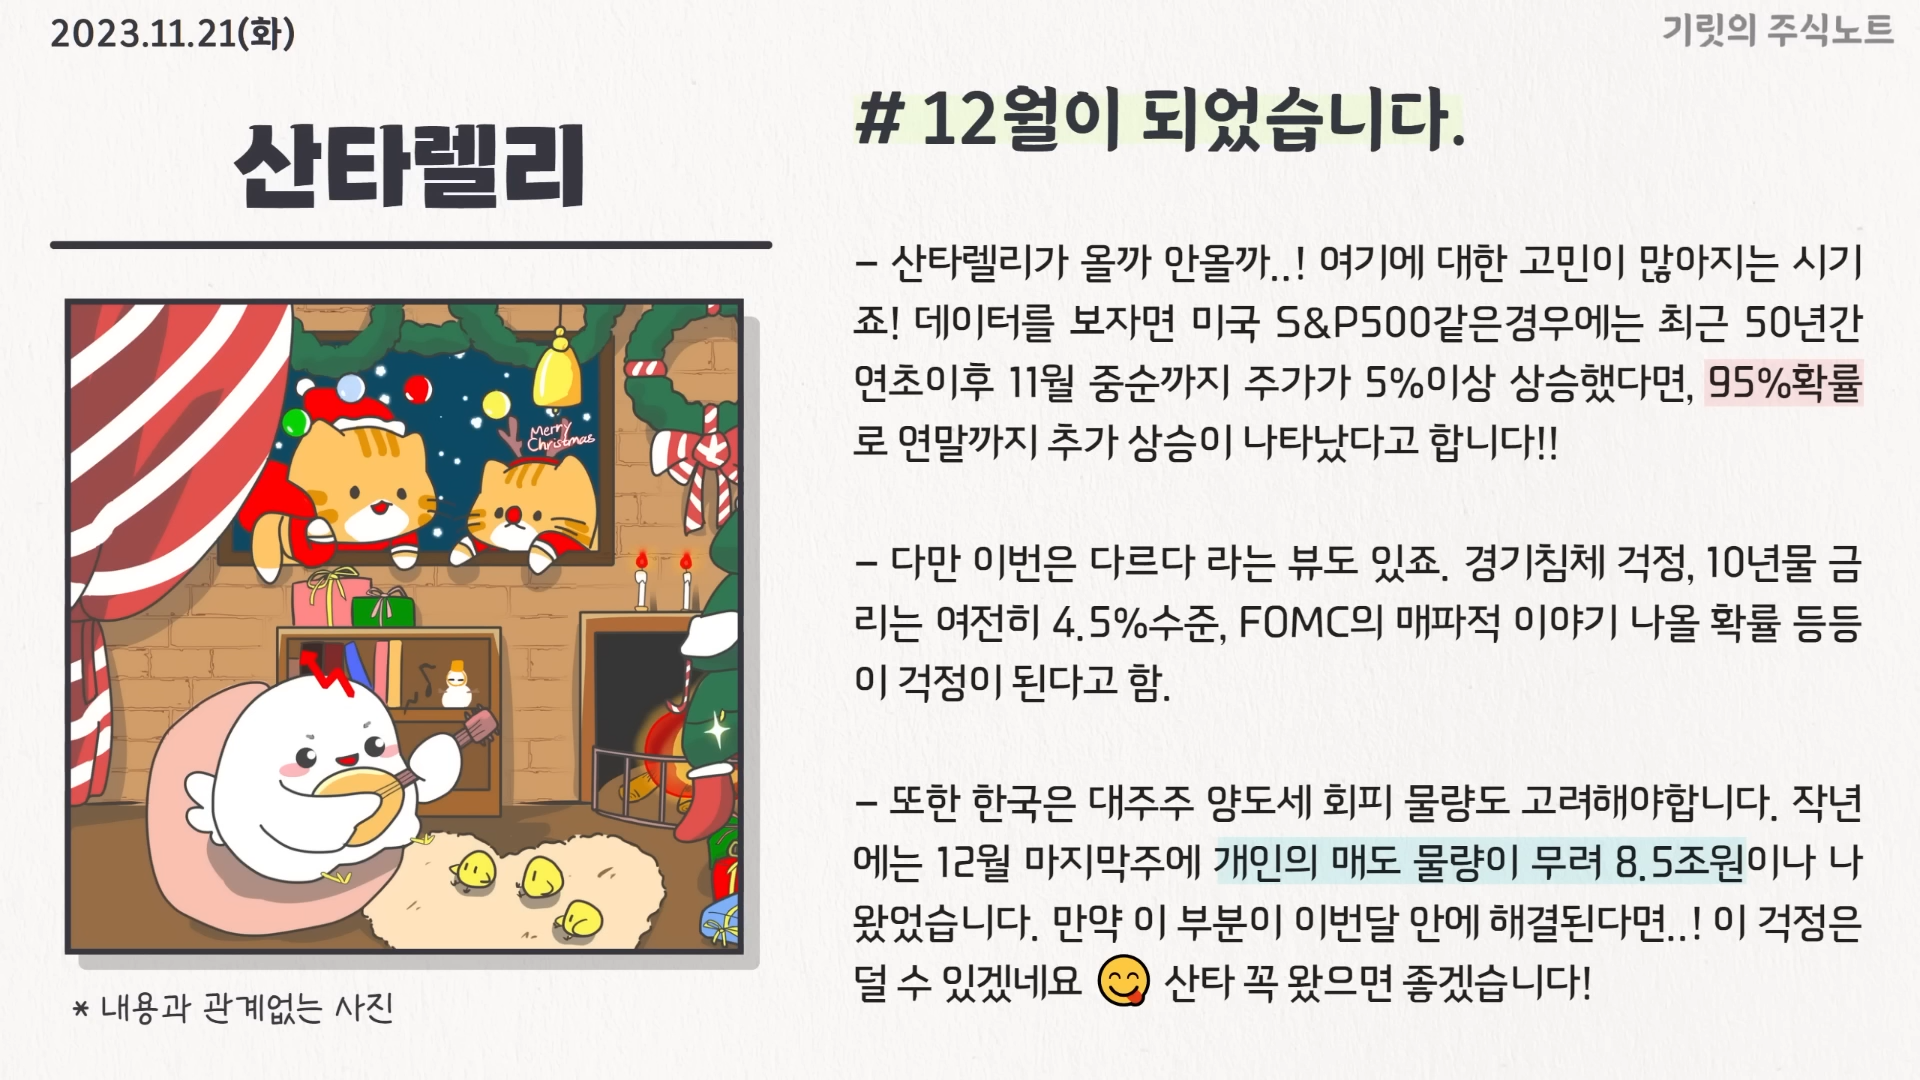 2023.11.21(화)
기릿의 주식노트
산타렐리
Merry
Christmas
* 내용과 관계없는 사진
# 12월이 되었습니다.
- 산타렐리가 올까 안올까..! 여기에 대한 고민이 많아지는 시기
죠! 데이터를 보자면 미국 S&P500같은경우에는 최근 50년간
연초이후 11월 중순까지 주가가 5%이상 상승했다면, 95%확률
로 연말까지 추가 상승이 나타났다고 합니다!!
- 다만 이번은 다르다 라는 뷰도 있죠. 경기침체 걱정, 10년물 금
리는 여전히 4.5%수준, FOMC의 매파적 이야기 나올 확률 등등
이 걱정이 된다고 함.
- 또한 한국은 대주주 양도세 회피 물량도 고려해야합니다. 작년
에는 12월 마지막주에 개인의 매도 물량이 무려 8.5조원이나 나
왔었습니다. 만약 이 부분이 이번달 안에 해결된다면..! 이 걱정은
덜 수 있겠네요 😋 산타 꼭 왔으면 좋겠습니다!